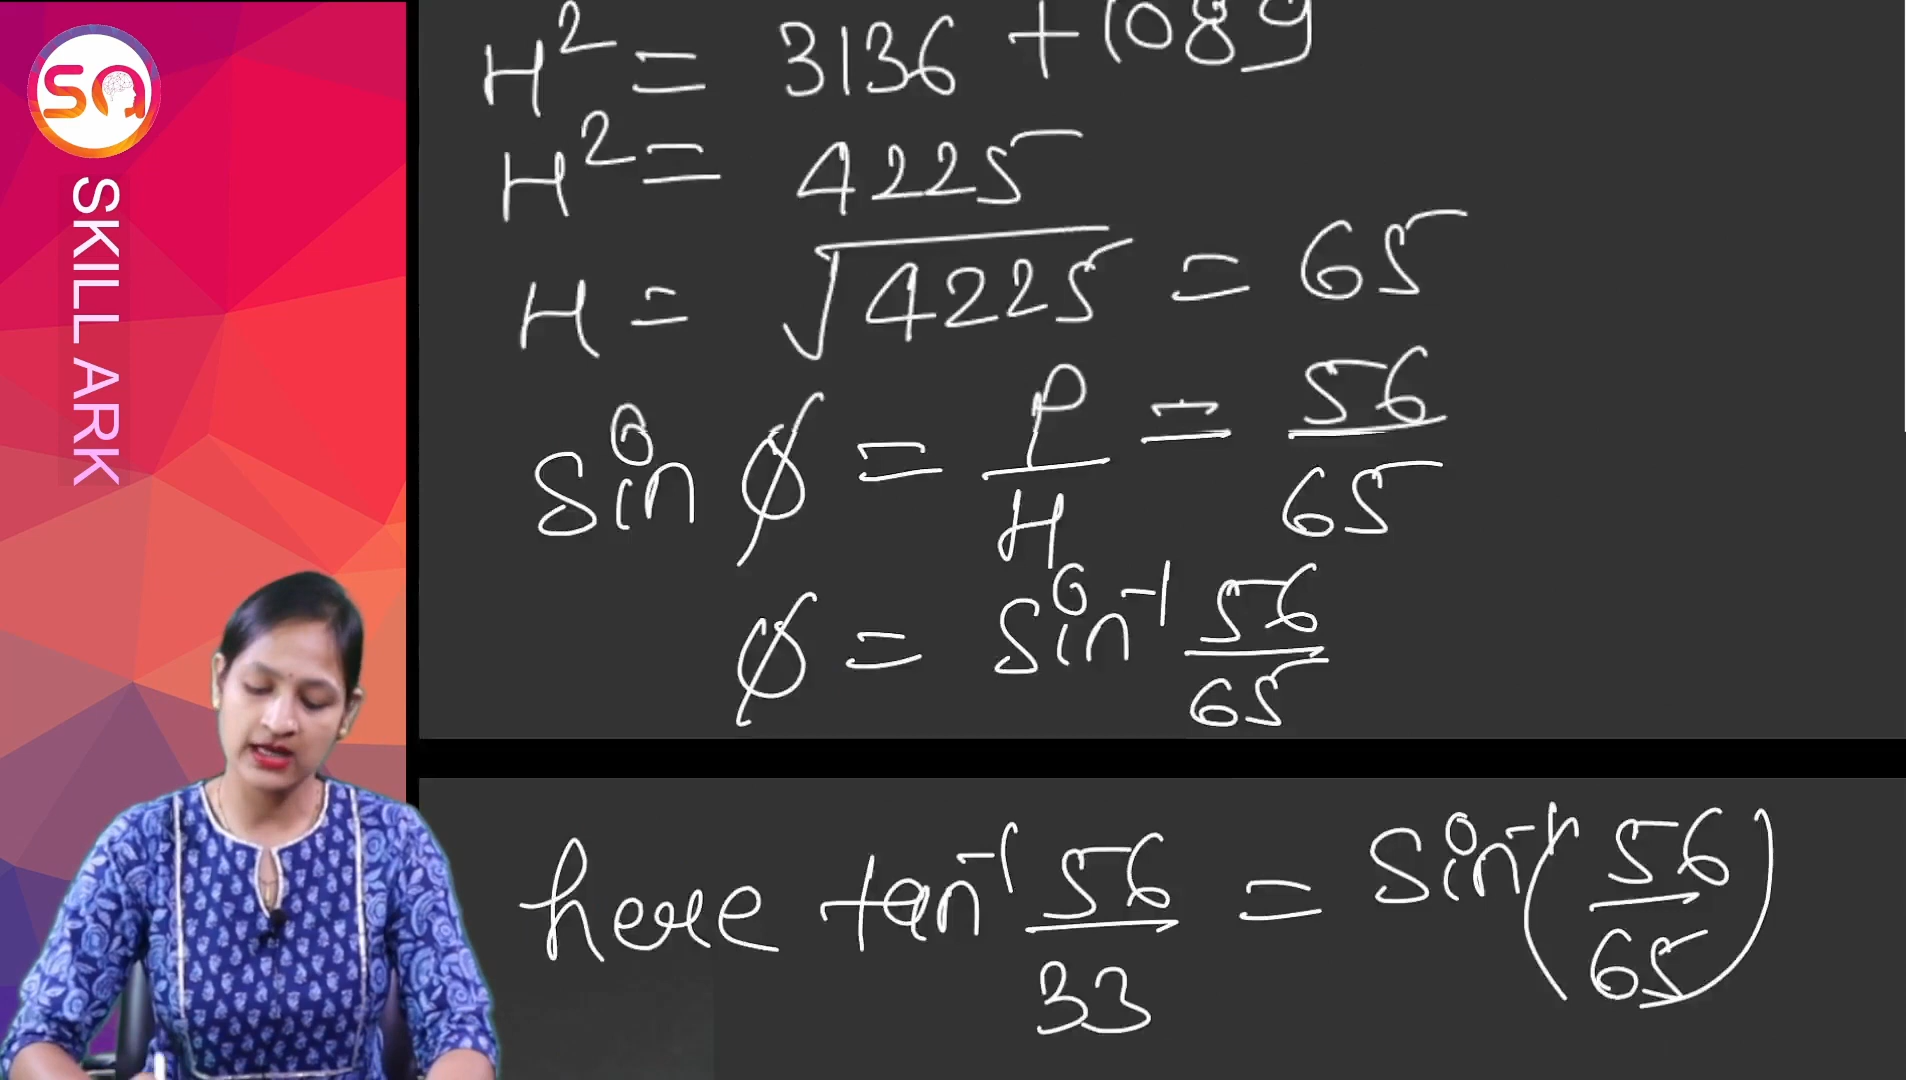 SQ
SKILL ARK
H² = 3136 + 1089
H² = 4225
H = √4225 = 65
sin ϕ = P/H = 56/65
ϕ = sin⁻¹ 56/65
here tan⁻¹ 56/33 = sin⁻¹(56/65)